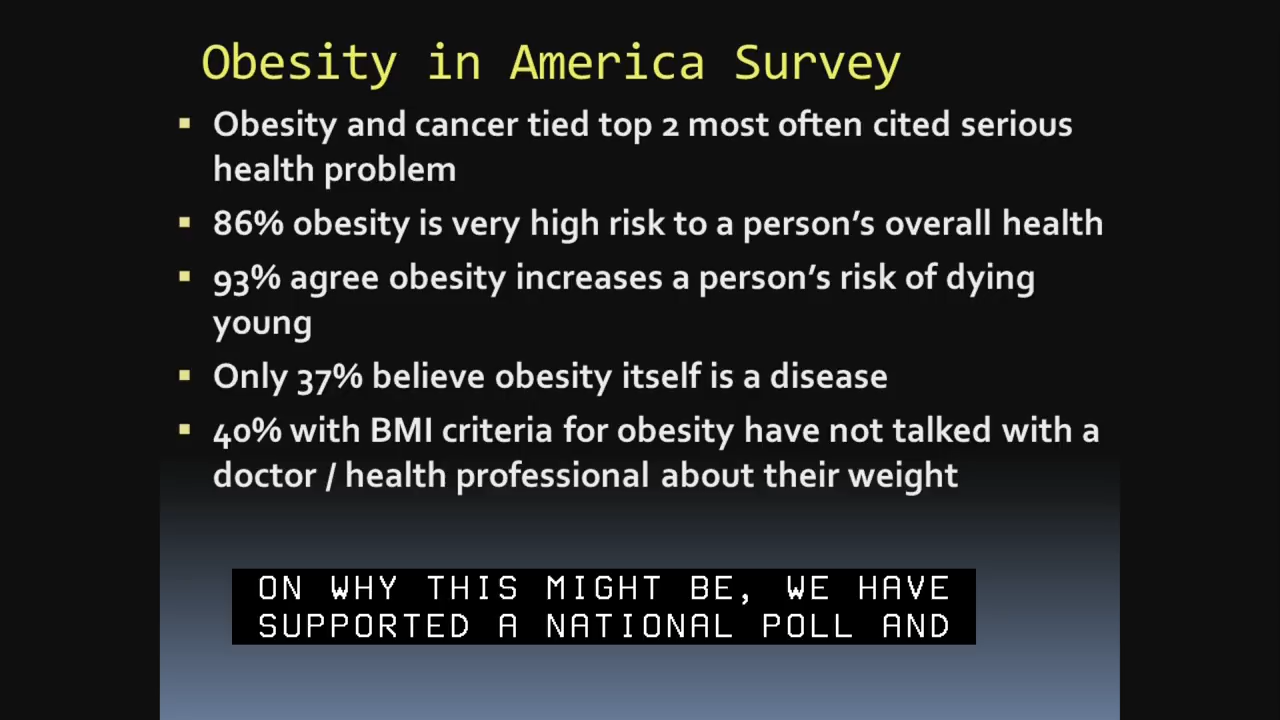 Obesity in America Survey
▪ Obesity and cancer tied top 2 most often cited serious
health problem
▪ 86% obesity is very high risk to a person’s overall health
▪ 93% agree obesity increases a person’s risk of dying
young
▪ Only 37% believe obesity itself is a disease
▪ 40% with BMI criteria for obesity have not talked with a
doctor / health professional about their weight
ON WHY THIS MIGHT BE, WE HAVE
SUPPORTED A NATIONAL POLL AND